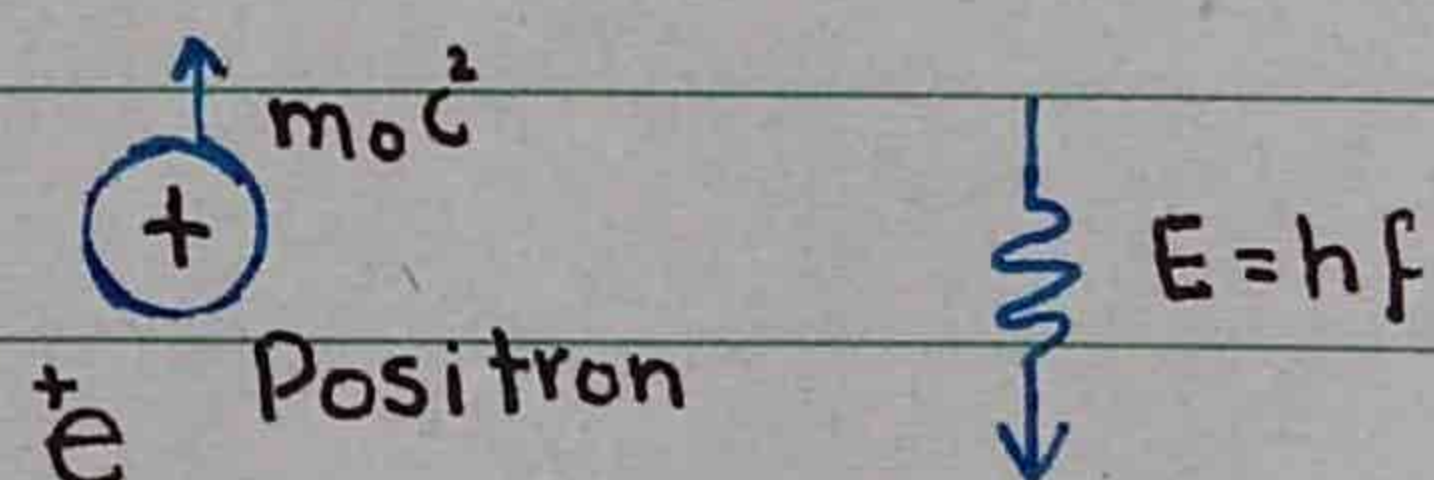 m₀c²
+
E = hf
Positron
e⁺